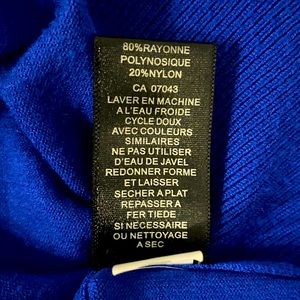 80%RAYONNE
POLYNOSIQUE
20%NYLON
CA 07043
LAVER EN MACHINE
A L'EAU FROIDE
CYCLE DOUX
AVEC COULEURS
SIMILAIRES
NE PAS UTILISER
D'EAU DE JAVEL
REDONNER FORME
ET LAISSER
SECHER A PLAT
REPASSER A
FER TIEDE
SI NECESSAIRE
OU NETTOYAGE
A SEC